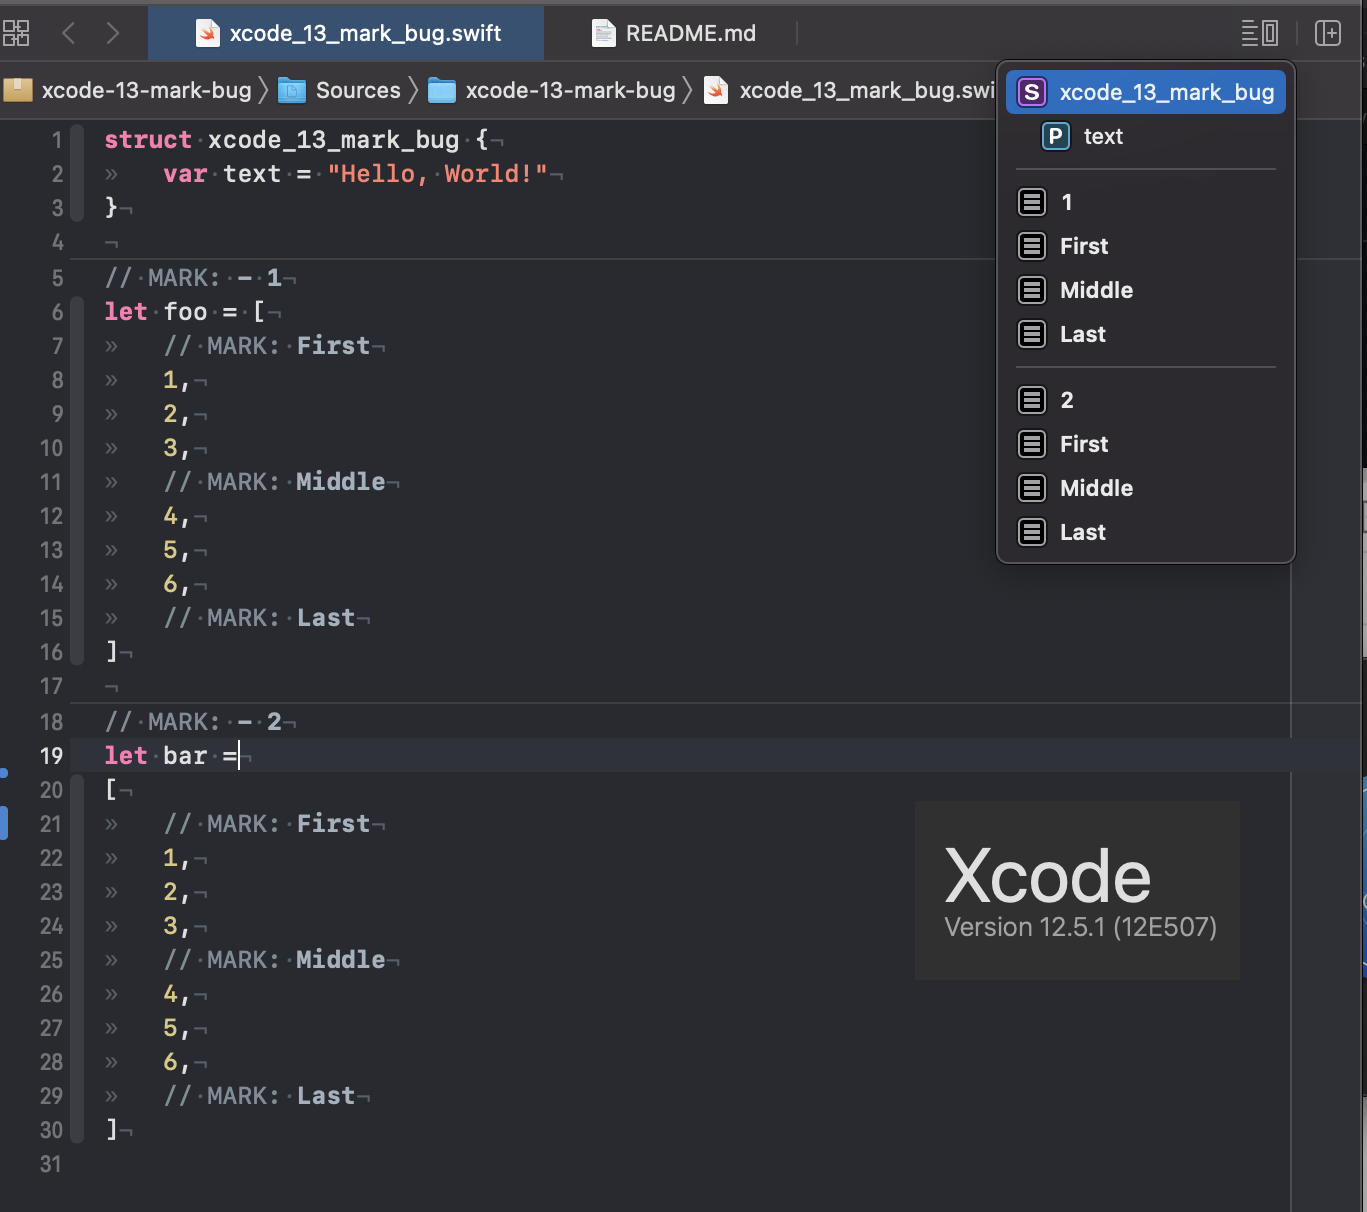 xcode_13_mark_bug.swift
README.md
xcode-13-mark-bug
Sources
xcode-13-mark-bug
xcode_13_mark_bug.swi
S xcode_13_mark_bug
P text
1
First
Middle
Last
2
First
Middle
Last
1 struct xcode_13_mark_bug {
2 var text = "Hello, World!"
3 }
4
5 // MARK: - 1
6 let foo = [
7 // MARK: First
8 1,
9 2,
10 3,
11 // MARK: Middle
12 4,
13 5,
14 6,
15 // MARK: Last
16 ]
17
18 // MARK: - 2
19 let bar =
20 [
21 // MARK: First
22 1,
23 2,
24 3,
25 // MARK: Middle
26 4,
27 5,
28 6,
29 // MARK: Last
30 ]
31
Xcode
Version 12.5.1 (12E507)